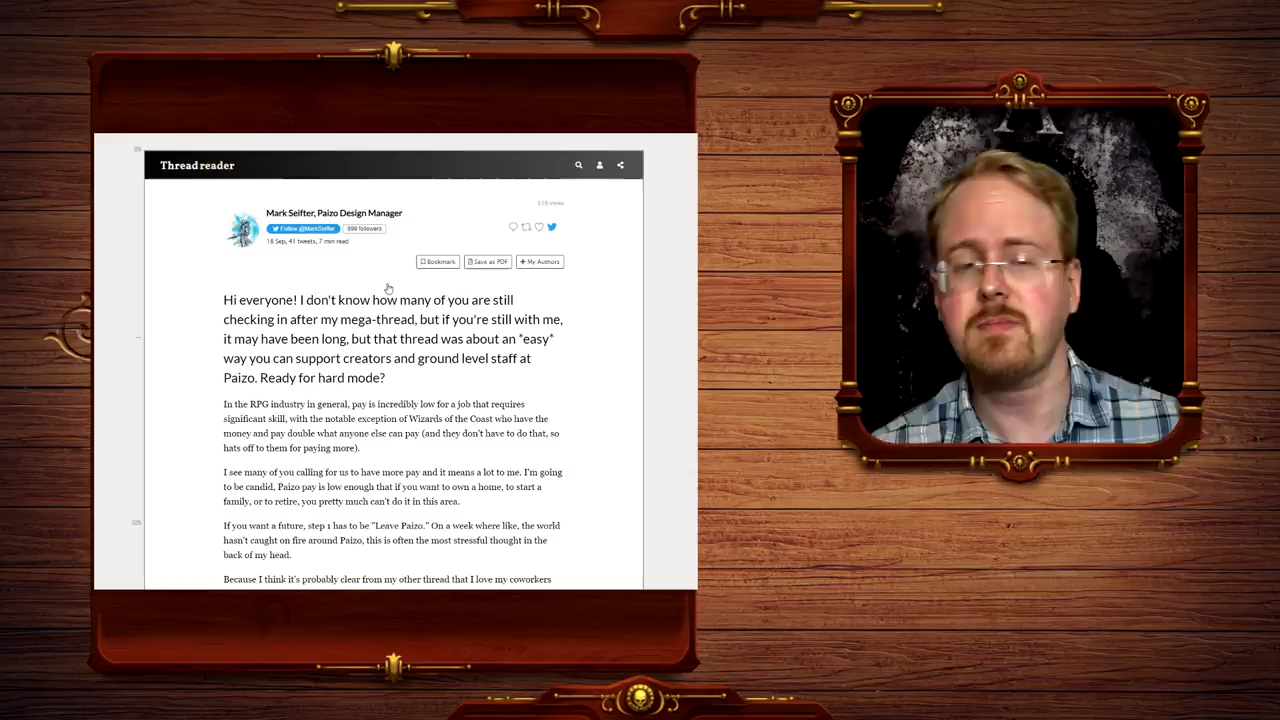 Thread reader
119 views
Mark Seifter, Paizo Design Manager
Follow @MarkSeifter 999 followers
18 Sep, 41 tweets, 7 min read
Bookmark Save as PDF + My Authors
Hi everyone! I don't know how many of you are still
checking in after my mega-thread, but if you're still with me,
it may have been long, but that thread was about an *easy*
way you can support creators and ground level staff at
Paizo. Ready for hard mode?
In the RPG industry in general, pay is incredibly low for a job that requires
significant skill, with the notable exception of Wizards of the Coast who have the
money and pay double what anyone else can pay (and they don't have to do that, so
hats off to them for paying more).
I see many of you calling for us to have more pay and it means a lot to me. I'm going
to be candid, Paizo pay is low enough that if you want to own a home, to start a
family, or to retire, you pretty much can't do it in this area.
If you want a future, step 1 has to be "Leave Paizo." On a week where like, the world
hasn't caught on fire around Paizo, this is often the most stressful thought in the
back of my head.
Because I think it's probably clear from my other thread that I love my coworkers